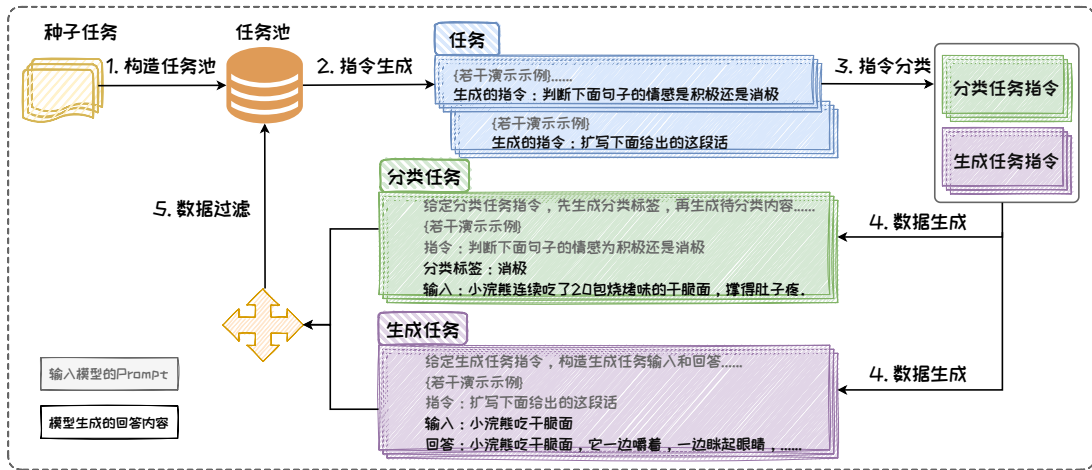 种子任务
任务池
1. 构造任务池
2. 指令生成
任务
{若干演示示例}......
生成的指令：判断下面句子的情感是积极还是消极
{若干演示示例}
生成的指令：扩写下面给出的这段话
3. 指令分类
分类任务指令
生成任务指令
4. 数据生成
分类任务
给定分类任务指令，先生成分类标签，再生成待分类内容......
{若干演示示例}
指令：判断下面句子的情感为积极还是消极
分类标签：消极
输入：小浣熊连续吃了20包烧烤味的干脆面，撑得肚子疼.
4. 数据生成
生成任务
给定生成任务指令，构造生成任务输入和回答......
{若干演示示例}
指令：扩写下面给出的这段话
输入：小浣熊吃干脆面
回答：小浣熊吃干脆面，它一边嚼着，一边眯起眼睛，......
5. 数据过滤
输入模型的Prompt
模型生成的回答内容